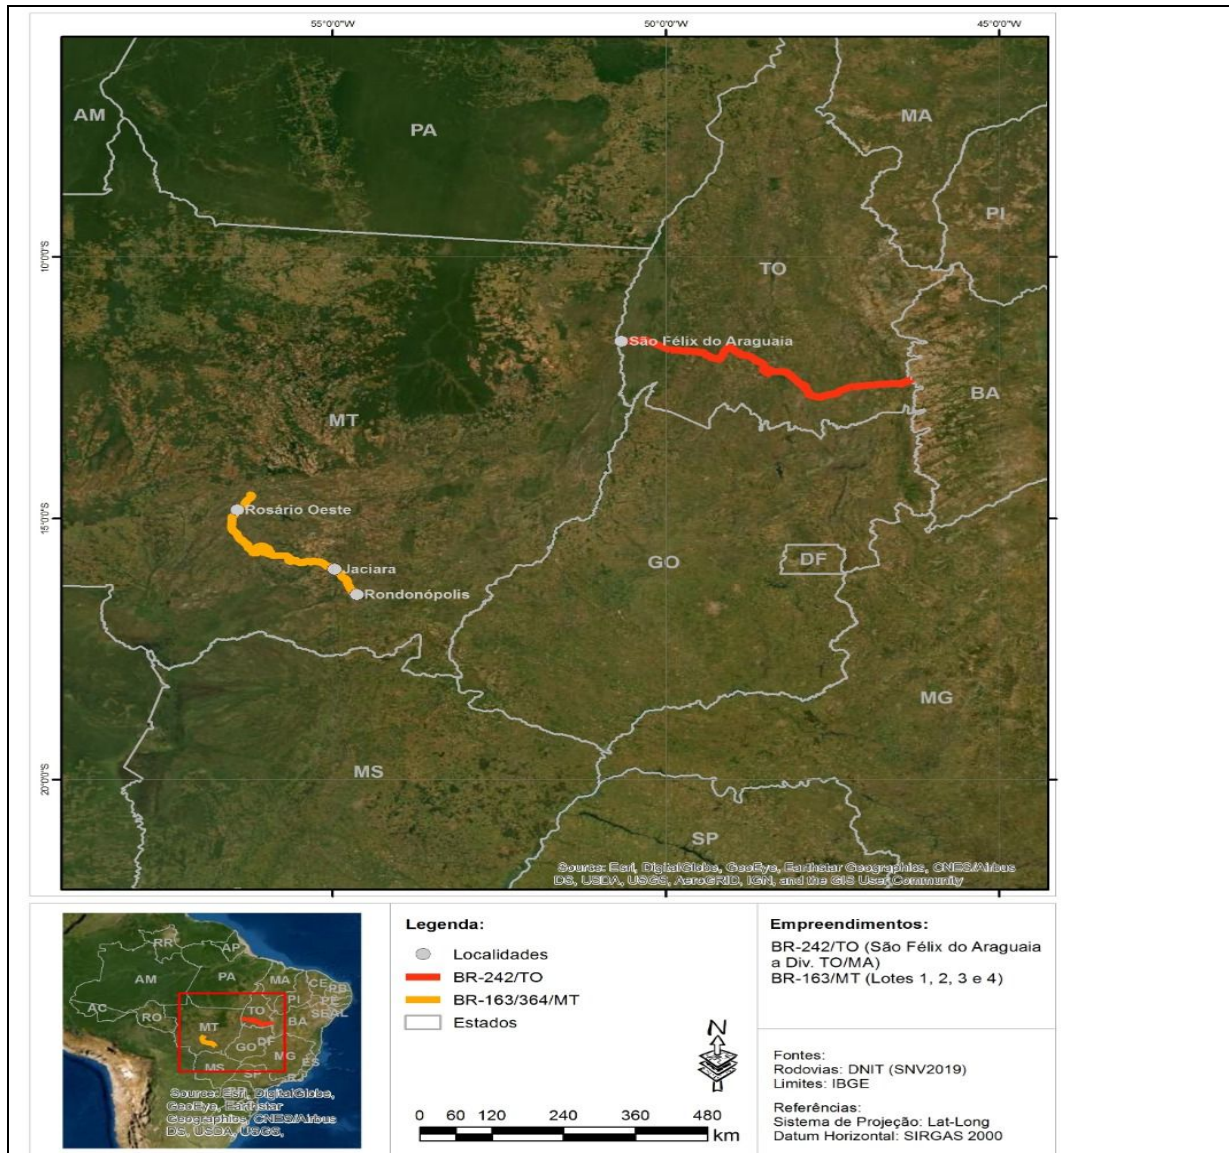 55°0'0"W
50°0'0"W
45°0'0"W
AM
PA
MA
PI
10°0'0"S
TO
São Félix do Araguaia
BA
MT
Rosário Oeste
15°0'0"S
Jaciara
GO
DF
Rondonópolis
MG
MS
20°0'0"S
SP
Source: Esri, DigitalGlobe, GeoEye, Earthstar Geographics, CNES/Airbus
DS, USDA, USGS, AeroGRID, IGN, and the GIS User Community
RR
AP
AM
PA
MA
CE
PB
PI
PE
AC
TO
SE
AL
RO
MT
BA
GO
DF
MG
ES
MS
SP
Source: Esri, DigitalGlobe,
GeoEye, Earthstar
Geographics, CNES/Airbus
DS, USDA, USGS,
Legenda:
Localidades
BR-242/TO
BR-163/364/MT
Estados
N
0 60 120 240 360 480
km
Empreendimentos:
BR-242/TO (São Félix do Araguaia
a Div. TO/MA)
BR-163/MT (Lotes 1, 2, 3 e 4)
Fontes:
Rodovias: DNIT (SNV2019)
Limites: IBGE
Referências:
Sistema de Projeção: Lat-Long
Datum Horizontal: SIRGAS 2000